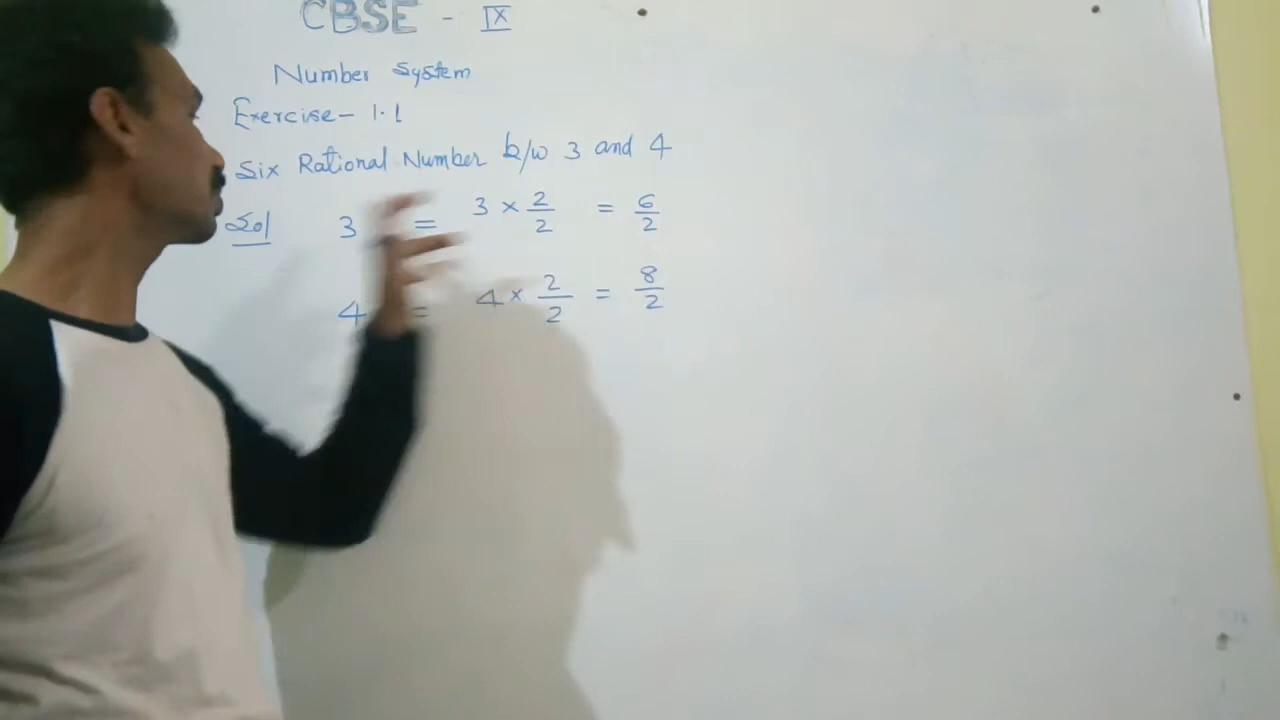 CBSE - IX
Number System
Exercise - 1.1
Six Rational Number b/w 3 and 4
Sol 3 = 3 × 2/2 = 6/2
4 = 4 × 2/2 = 8/2